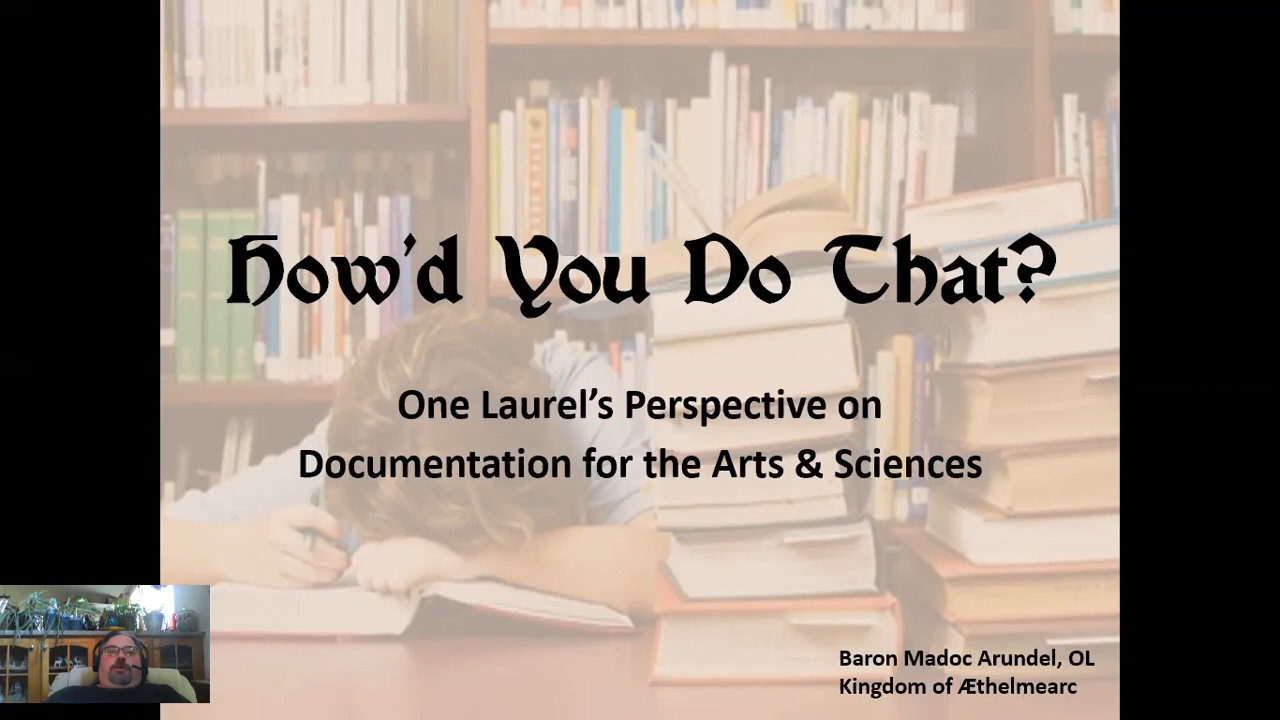 How'd You Do That?
One Laurel’s Perspective on
Documentation for the Arts & Sciences
Baron Madoc Arundel, OL
Kingdom of Æthelmearc